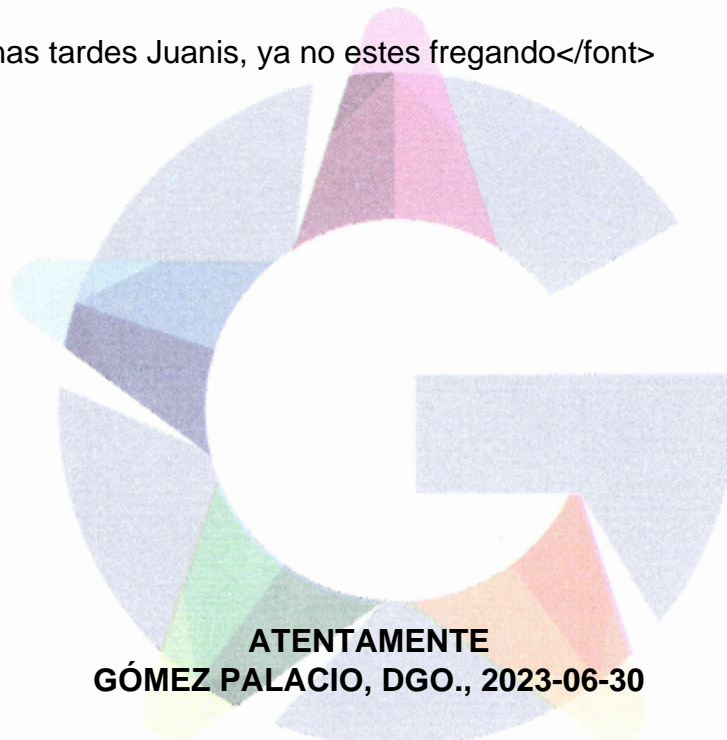 nas tardes Juanis, ya no estes fregando</font>
ATENTAMENTE
GÓMEZ PALACIO, DGO., 2023-06-30